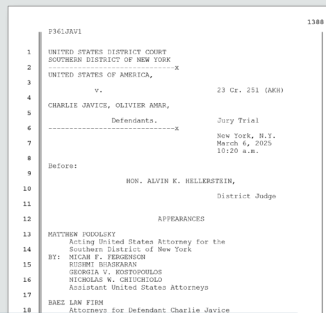 1388
P361JAV1
1 UNITED STATES DISTRICT COURT
SOUTHERN DISTRICT OF NEW YORK
2 ------------------------------x
UNITED STATES OF AMERICA,
3
v. 23 Cr. 251 (AKH)
4
CHARLIE JAVICE, OLIVIER AMAR,
5
Defendants. Jury Trial
6 ------------------------------x
New York, N.Y.
7 March 6, 2025
10:20 a.m.
8
Before:
9
HON. ALVIN K. HELLERSTEIN,
10
District Judge
11
12 APPEARANCES
13 MATTHEW PODOLSKY
Acting United States Attorney for the
14 Southern District of New York
BY: MICAH F. FERGENSON
15 RUSHMI BHASKARAN
GEORGIA V. KOSTOPOULOS
16 NICHOLAS W. CHIUCHIOLO
Assistant United States Attorneys
17
BAEZ LAW FIRM
18 Attorneys for Defendant Charlie Javice